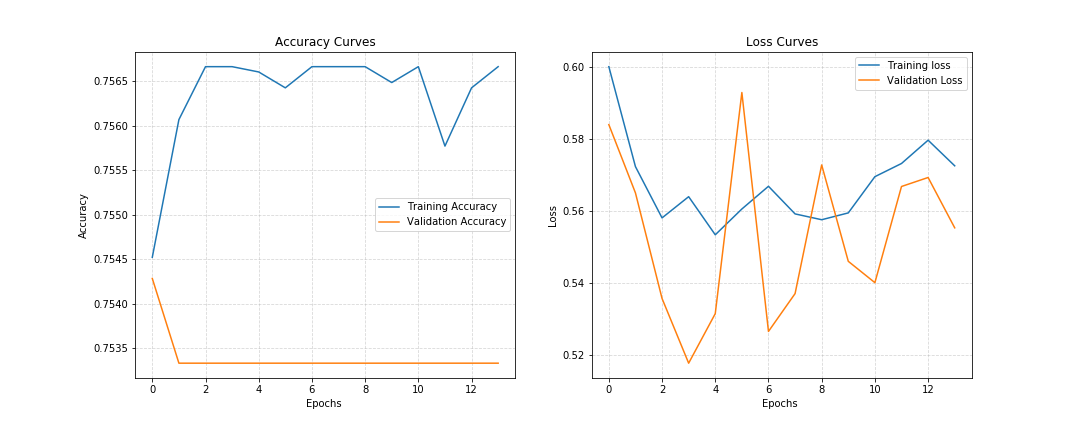 Accuracy Curves
0.7565
0.7560
0.7555
0.7550
0.7545
0.7540
0.7535
Accuracy
Training Accuracy
Validation Accuracy
0 2 4 6 8 10 12
Epochs
Loss Curves
0.60
0.58
0.56
0.54
0.52
Loss
Training loss
Validation Loss
0 2 4 6 8 10 12
Epochs